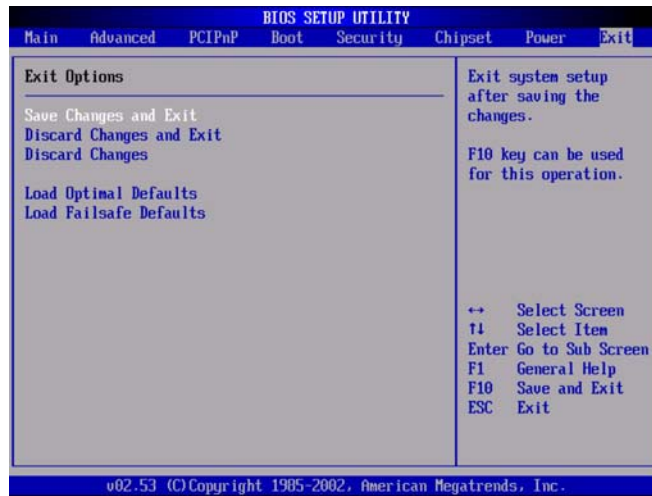 BIOS SETUP UTILITY
Main Advanced PCIPnP Boot Security Chipset Power Exit
Exit Options
Save Changes and Exit
Discard Changes and Exit
Discard Changes
Load Optimal Defaults
Load Failsafe Defaults
Exit system setup
after saving the
changes.
F10 key can be used
for this operation.
↔ Select Screen
↑↓ Select Item
Enter Go to Sub Screen
F1 General Help
F10 Save and Exit
ESC Exit
v02.53 (C)Copyright 1985-2002, American Megatrends, Inc.